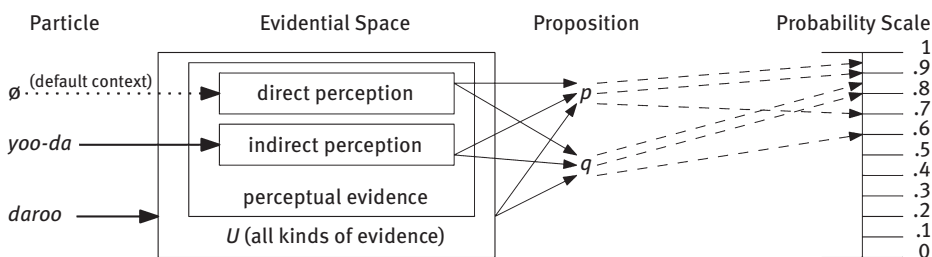 Particle Evidential Space Proposition Probability Scale
ø (default context)
yoo-da
daroo
direct perception
indirect perception
perceptual evidence
U (all kinds of evidence)
p
q
1
.9
.8
.7
.6
.5
.4
.3
.2
.1
0